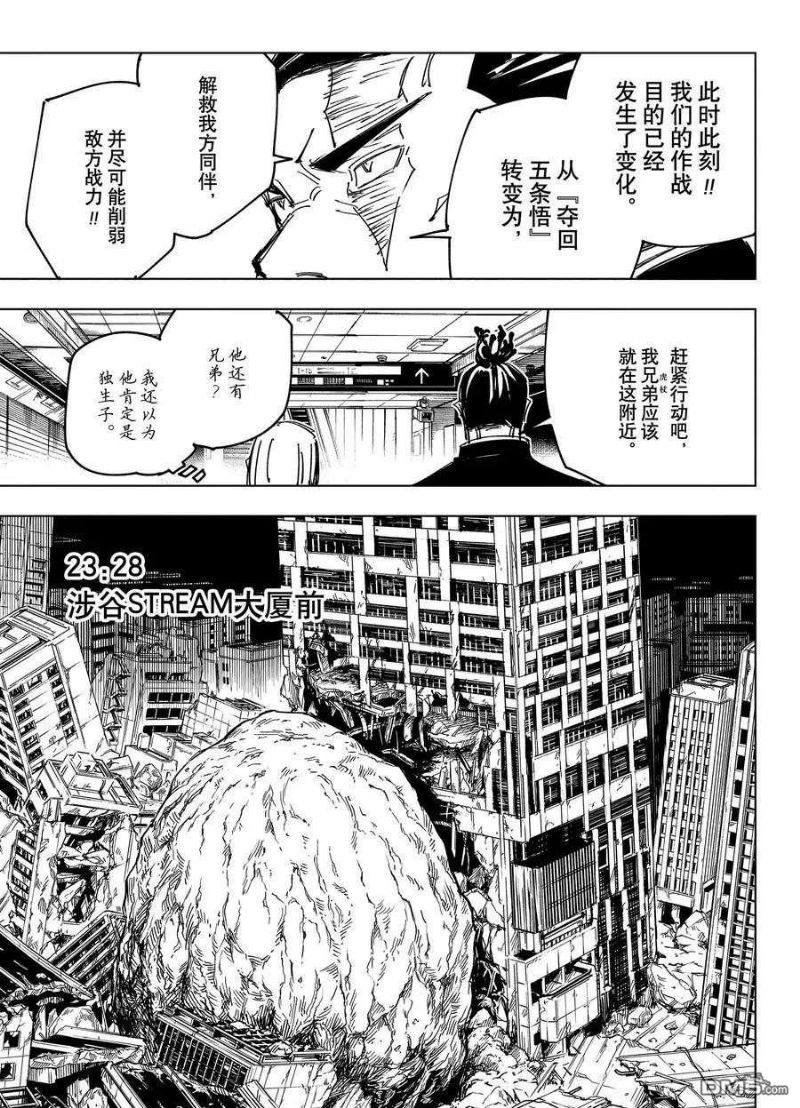 此时此刻!!
我们的作战
目的已经
发生了变化。
从『夺回
五条悟』
转变为,
解救我方同伴,
并尽可能削弱
敌方战力!!
赶紧行动吧,
我兄弟应该
虎杖
就在这附近。
他还有
兄弟?
我还以为
他肯定是
独生子。
23:28
涉谷STREAM大厦前
DM5.COM